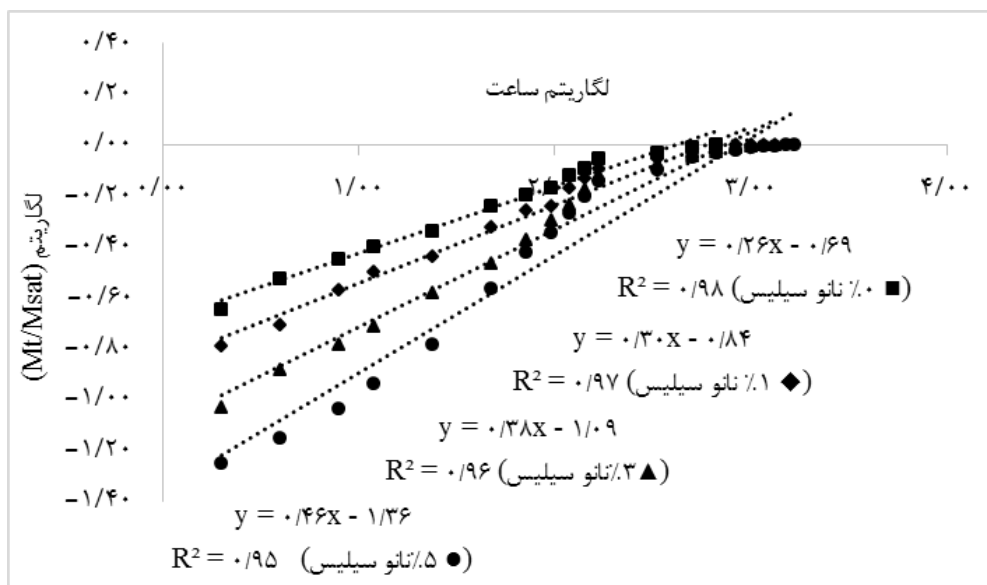 ۰/۴۰
۰/۲۰
۰/۰۰
-۰/۲۰
-۰/۴۰
-۰/۶۰
-۰/۸۰
-۱/۰۰
-۱/۲۰
-۱/۴۰
لگاریتم (Mt/Msat)
لگاریتم ساعت
۰/۰۰ ۱/۰۰ ۲/۰۰ ۳/۰۰ ۴/۰۰
y = ۰/۲۶x - ۰/۶۹
R² = ۰/۹۸ (■ ۰٪ نانو سیلیس)
y = ۰/۳۰x - ۰/۸۴
R² = ۰/۹۷ (◆ ۱٪ نانو سیلیس)
y = ۰/۳۸x - ۱/۰۹
R² = ۰/۹۶ (▲ ۳٪نانو سیلیس)
y = ۰/۴۶x - ۱/۳۶
R² = ۰/۹۵ (● ۵٪نانو سیلیس)